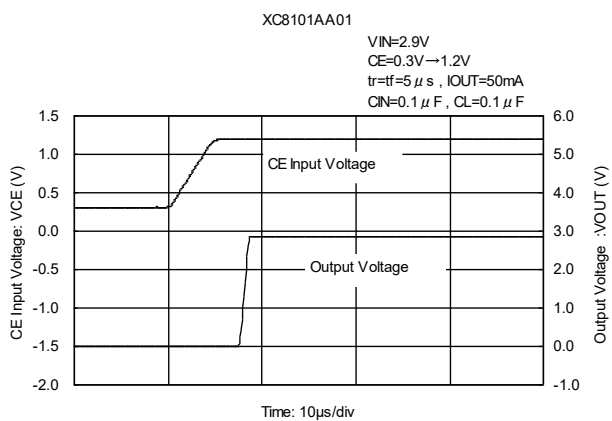 XC8101AA01
VIN=2.9V
CE=0.3V→1.2V
tr=tf=5μs , IOUT=50mA
CIN=0.1μF , CL=0.1μF
1.5
1.0
0.5
0.0
-0.5
-1.0
-1.5
-2.0
CE Input Voltage: VCE (V)
CE Input Voltage
Output Voltage
6.0
5.0
4.0
3.0
2.0
1.0
0.0
-1.0
Output Voltage :VOUT (V)
Time: 10μs/div